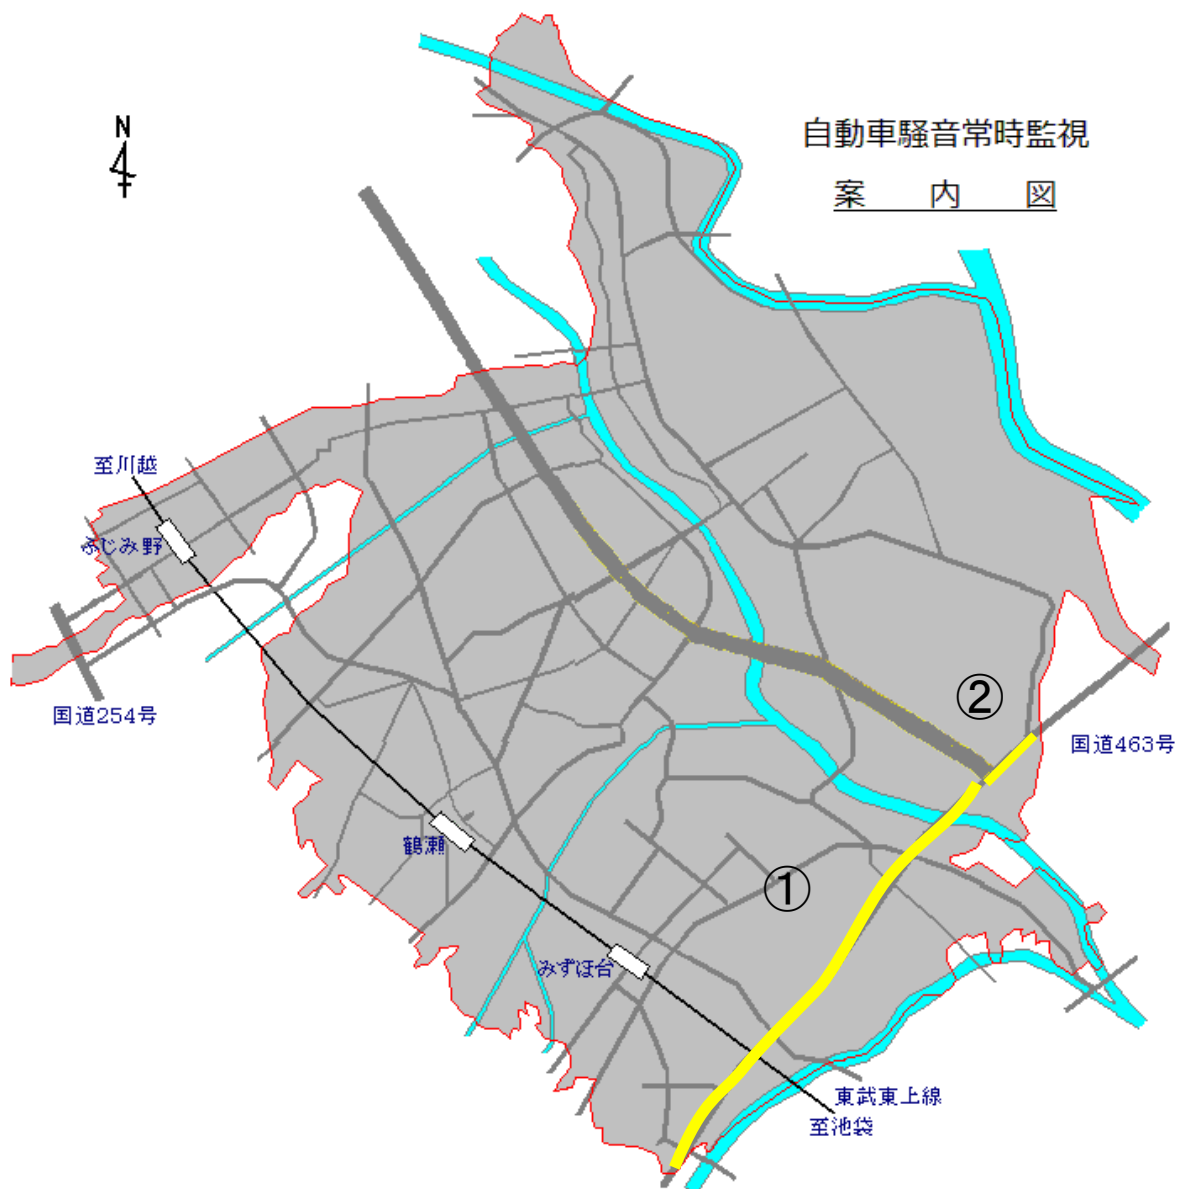 N
自動車騒音常時監視
案 内 図
至川越
ふじみ野
国道254号
②
国道463号
鶴瀬
①
みずほ台
東武東上線
至池袋